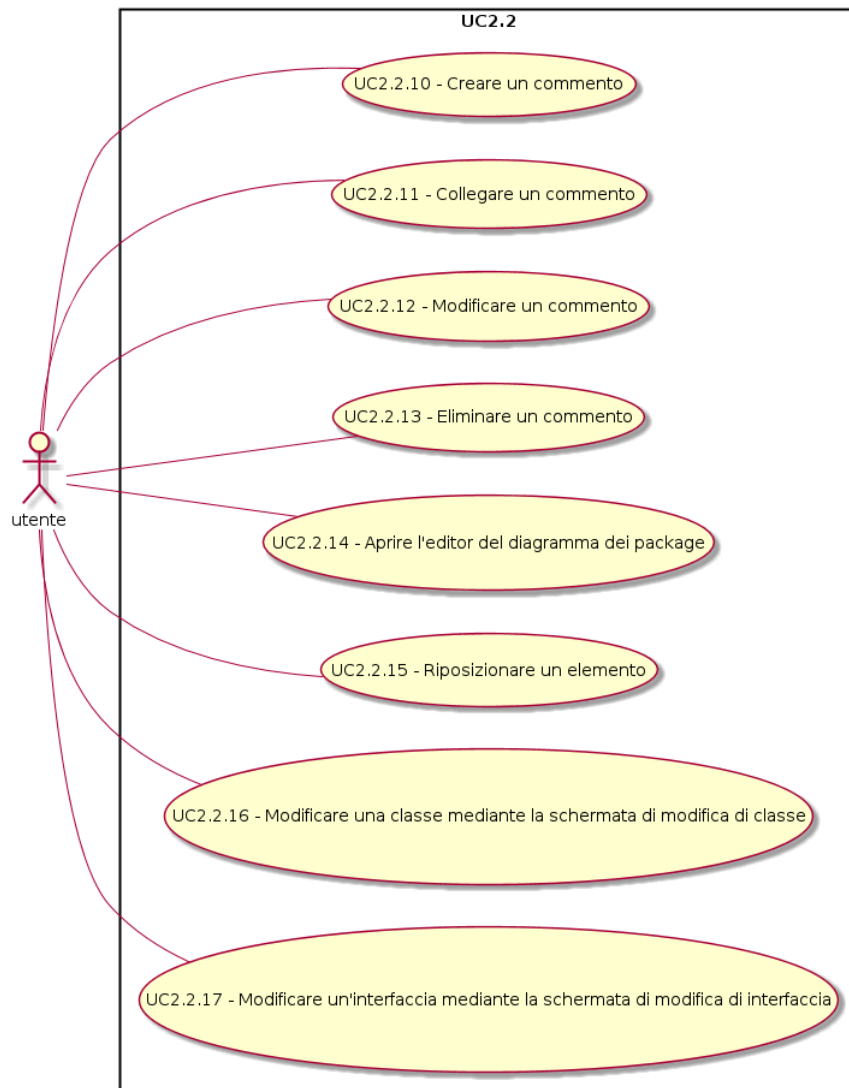 UC2.2
UC2.2.10 - Creare un commento
UC2.2.11 - Collegare un commento
UC2.2.12 - Modificare un commento
UC2.2.13 - Eliminare un commento
utente
UC2.2.14 - Aprire l'editor del diagramma dei package
UC2.2.15 - Riposizionare un elemento
UC2.2.16 - Modificare una classe mediante la schermata di modifica di classe
UC2.2.17 - Modificare un'interfaccia mediante la schermata di modifica di interfaccia